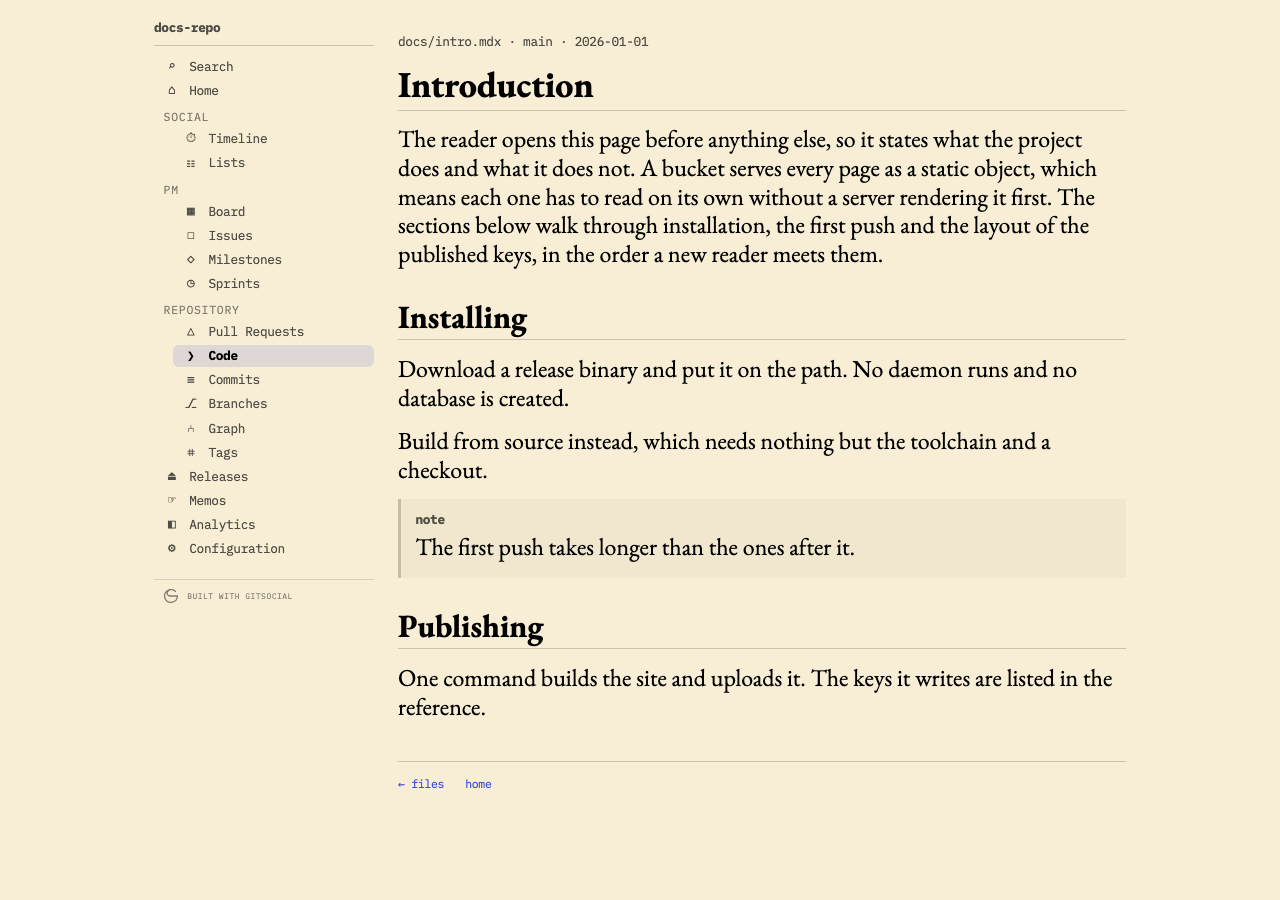 docs-repo
Search
Home
SOCIAL
Timeline
Lists
PM
Board
Issues
Milestones
Sprints
REPOSITORY
Pull Requests
Code
Commits
Branches
Graph
Tags
Releases
Memos
Analytics
Configuration
BUILT WITH GITSOCIAL
docs/intro.mdx · main · 2026-01-01
Introduction
The reader opens this page before anything else, so it states what the project
does and what it does not. A bucket serves every page as a static object, which
means each one has to read on its own without a server rendering it first. The
sections below walk through installation, the first push and the layout of the
published keys, in the order a new reader meets them.
Installing
Download a release binary and put it on the path. No daemon runs and no
database is created.
Build from source instead, which needs nothing but the toolchain and a
checkout.
note
The first push takes longer than the ones after it.
Publishing
One command builds the site and uploads it. The keys it writes are listed in the
reference.
← files home